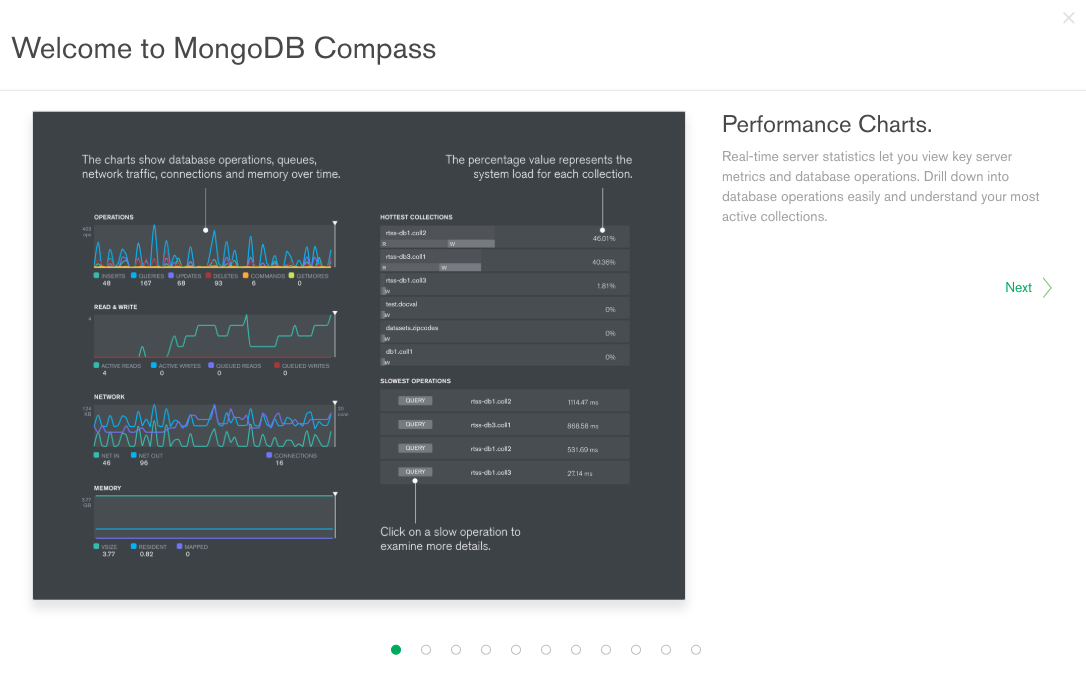 Welcome to MongoDB Compass
The charts show database operations, queues,
network traffic, connections and memory over time.
OPERATIONS
403
ops
INSERTS QUERIES UPDATES DELETES COMMANDS GETMORES
48 167 68 93 6 0
READ & WRITE
4
ACTIVE READS ACTIVE WRITES QUEUED READS QUEUED WRITES
4 0 0 0
NETWORK
KB
NET IN NET OUT CONNECTIONS
46 96 16
MEMORY
3.77
GB
VSIZE RESIDENT MAPPED
3.77 0.82 0
The percentage value represents the
system load for each collection.
HOTTEST COLLECTIONS
rtss-db1.coll2 46.01%
R W
rtss-db3.coll1 40.36%
R W
rtss-db1.coll3 1.81%
W
test.docval 0%
W
datasets.zipcodes 0%
W
db1.coll1 0%
W
SLOWEST OPERATIONS
QUERY rtss-db1.coll2 1114.47 ms
QUERY rtss-db3.coll1 868.58 ms
QUERY rtss-db1.coll2 531.69 ms
QUERY rtss-db1.coll3 27.14 ms
Click on a slow operation to
examine more details.
Performance Charts.
Real-time server statistics let you view key server
metrics and database operations. Drill down into
database operations easily and understand your most
active collections.
Next